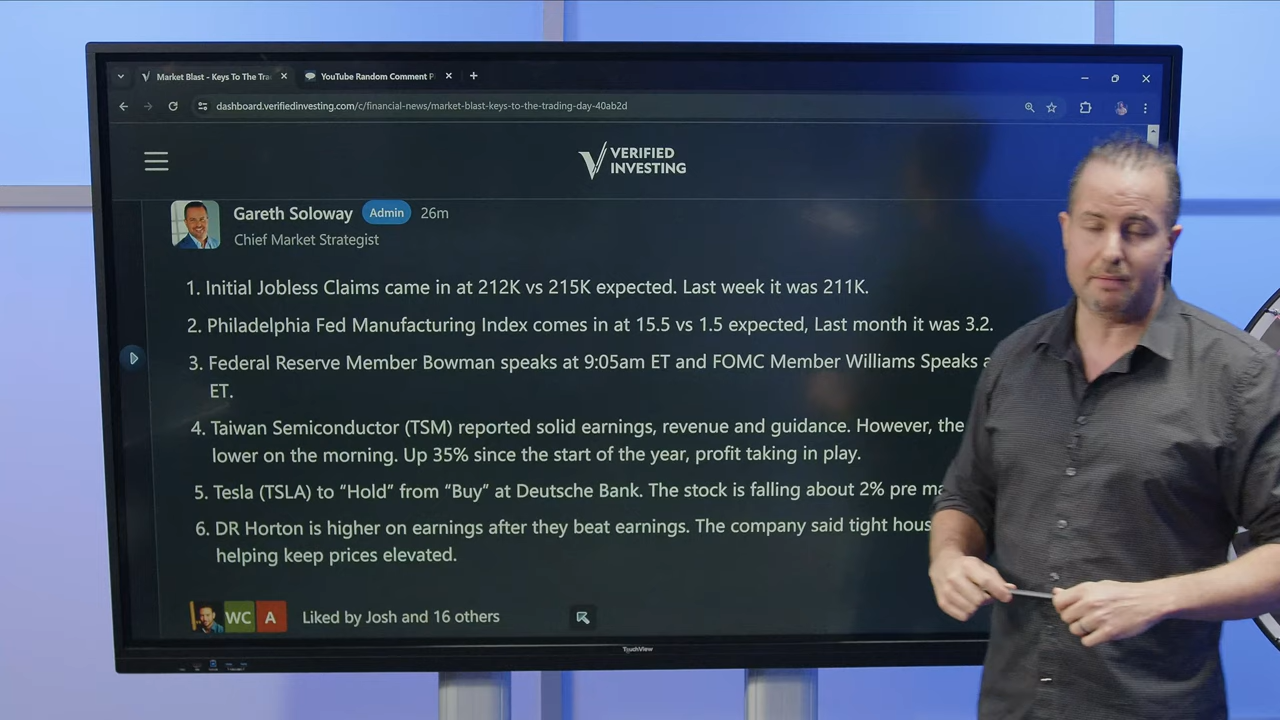 Market Blast - Keys To The Tra
YouTube Random Comment P
dashboard.verifiedinvesting.com/c/financial-news/market-blast-keys-to-the-trading-day-40ab2d
VERIFIED
INVESTING
Gareth Soloway Admin 26m
Chief Market Strategist
1. Initial Jobless Claims came in at 212K vs 215K expected. Last week it was 211K.
2. Philadelphia Fed Manufacturing Index comes in at 15.5 vs 1.5 expected, Last month it was 3.2.
3. Federal Reserve Member Bowman speaks at 9:05am ET and FOMC Member Williams Speaks
ET.
4. Taiwan Semiconductor (TSM) reported solid earnings, revenue and guidance. However, the
lower on the morning. Up 35% since the start of the year, profit taking in play.
5. Tesla (TSLA) to “Hold” from “Buy” at Deutsche Bank. The stock is falling about 2% pre
6. DR Horton is higher on earnings after they beat earnings. The company said tight
helping keep prices elevated.
WC A Liked by Josh and 16 others
TouchView